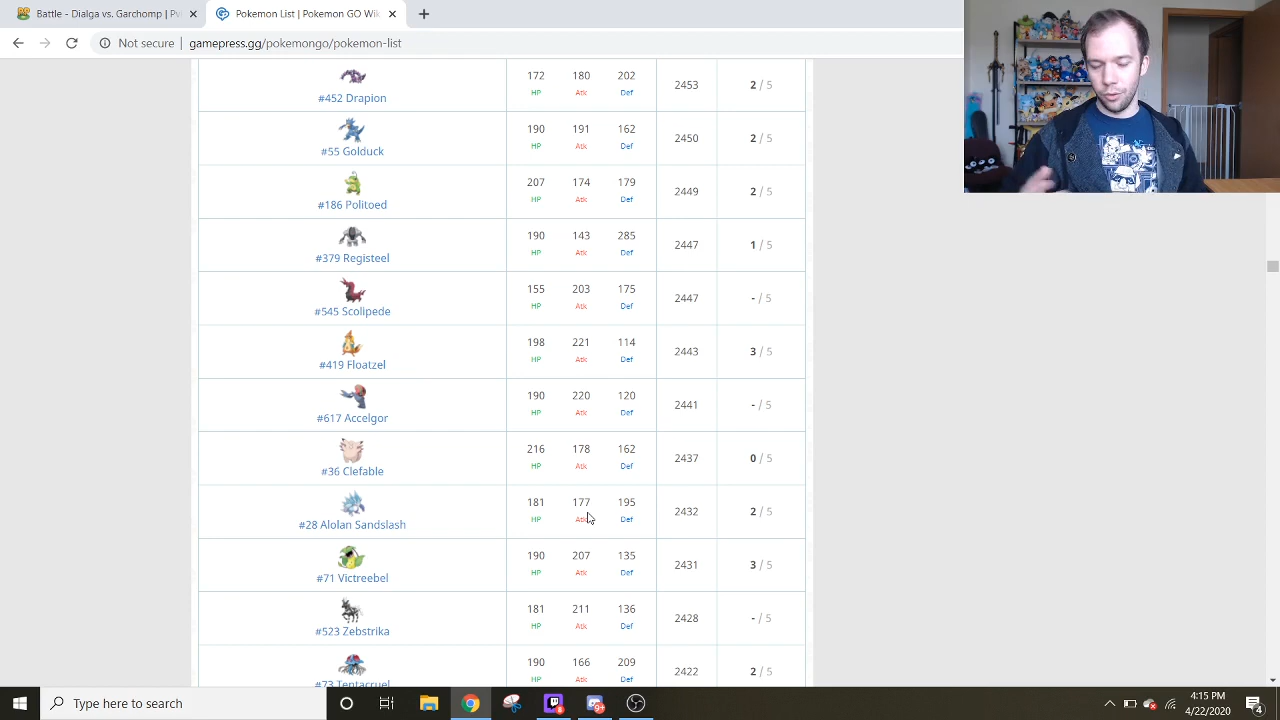 Battle - Dialga vs. Garchomp | Pv
Pokemon List | Pokemon GO Wik
Not secure | gamepress.gg/pokemongo/pokemon-list
172 180 202 2453 2 / 5
#452 Drapion HP Atk Def
190 191 162 2450 2 / 5
#55 Golduck HP Atk Def
207 174 179 2449 2 / 5
#186 Politoed HP Atk Def
190 143 285 2447 1 / 5
#379 Registeel HP Atk Def
155 203 175 2447 - / 5
#545 Scolipede HP Atk Def
198 221 114 2443 3 / 5
#419 Floatzel HP Atk Def
190 220 120 2441 - / 5
#617 Accelgor HP Atk Def
216 178 162 2437 0 / 5
#36 Clefable HP Atk Def
181 177 195 2432 2 / 5
#28 Alolan Sandslash HP Atk Def
190 207 135 2431 3 / 5
#71 Victreebel HP Atk Def
181 211 136 2428 - / 5
#523 Zebstrika HP Atk Def
190 166 209 2422 2 / 5
#73 Tentacruel HP Atk Def
Type here to search
4:15 PM
4/22/2020
4